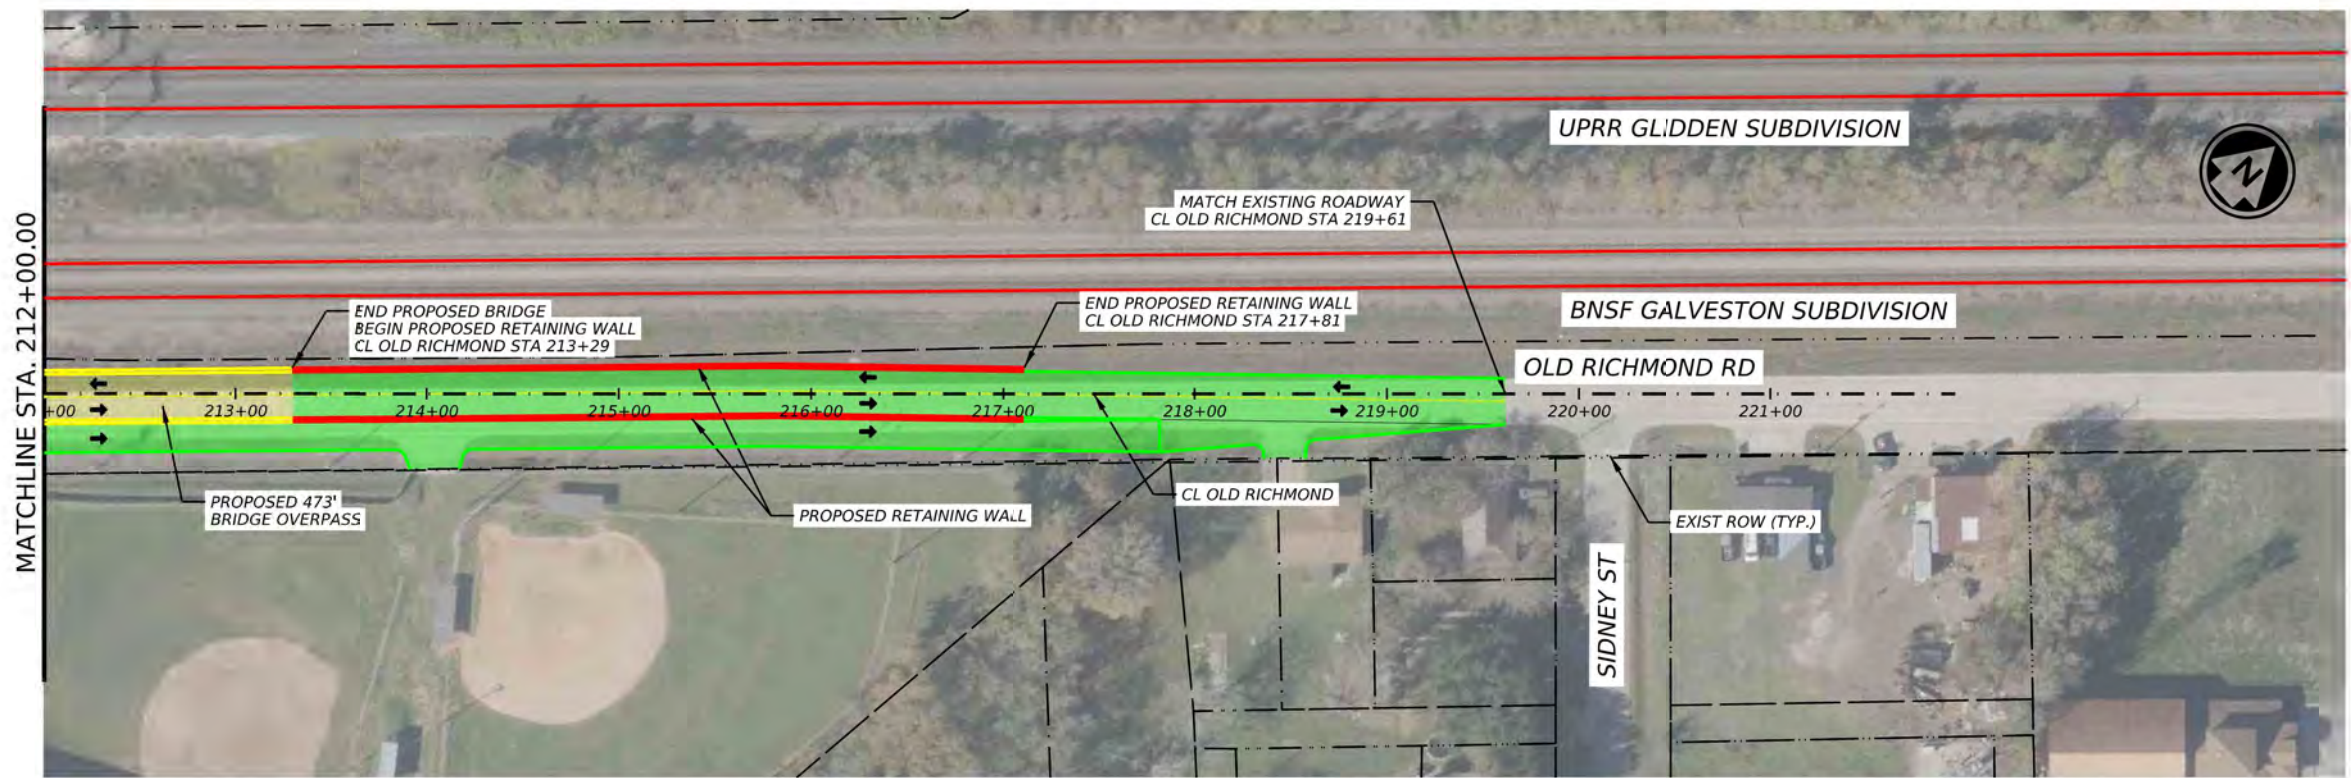 MATCHLINE STA. 212+00.00
UPRR GLIDDEN SUBDIVISION
N
MATCH EXISTING ROADWAY
CL OLD RICHMOND STA 219+61
END PROPOSED BRIDGE
BEGIN PROPOSED RETAINING WALL
CL OLD RICHMOND STA 213+29
END PROPOSED RETAINING WALL
CL OLD RICHMOND STA 217+81
BNSF GALVESTON SUBDIVISION
OLD RICHMOND RD
+00 213+00 214+00 215+00 216+00 217+00 218+00 219+00 220+00 221+00
PROPOSED 473'
BRIDGE OVERPASS
PROPOSED RETAINING WALL
CL OLD RICHMOND
EXIST ROW (TYP.)
SIDNEY ST